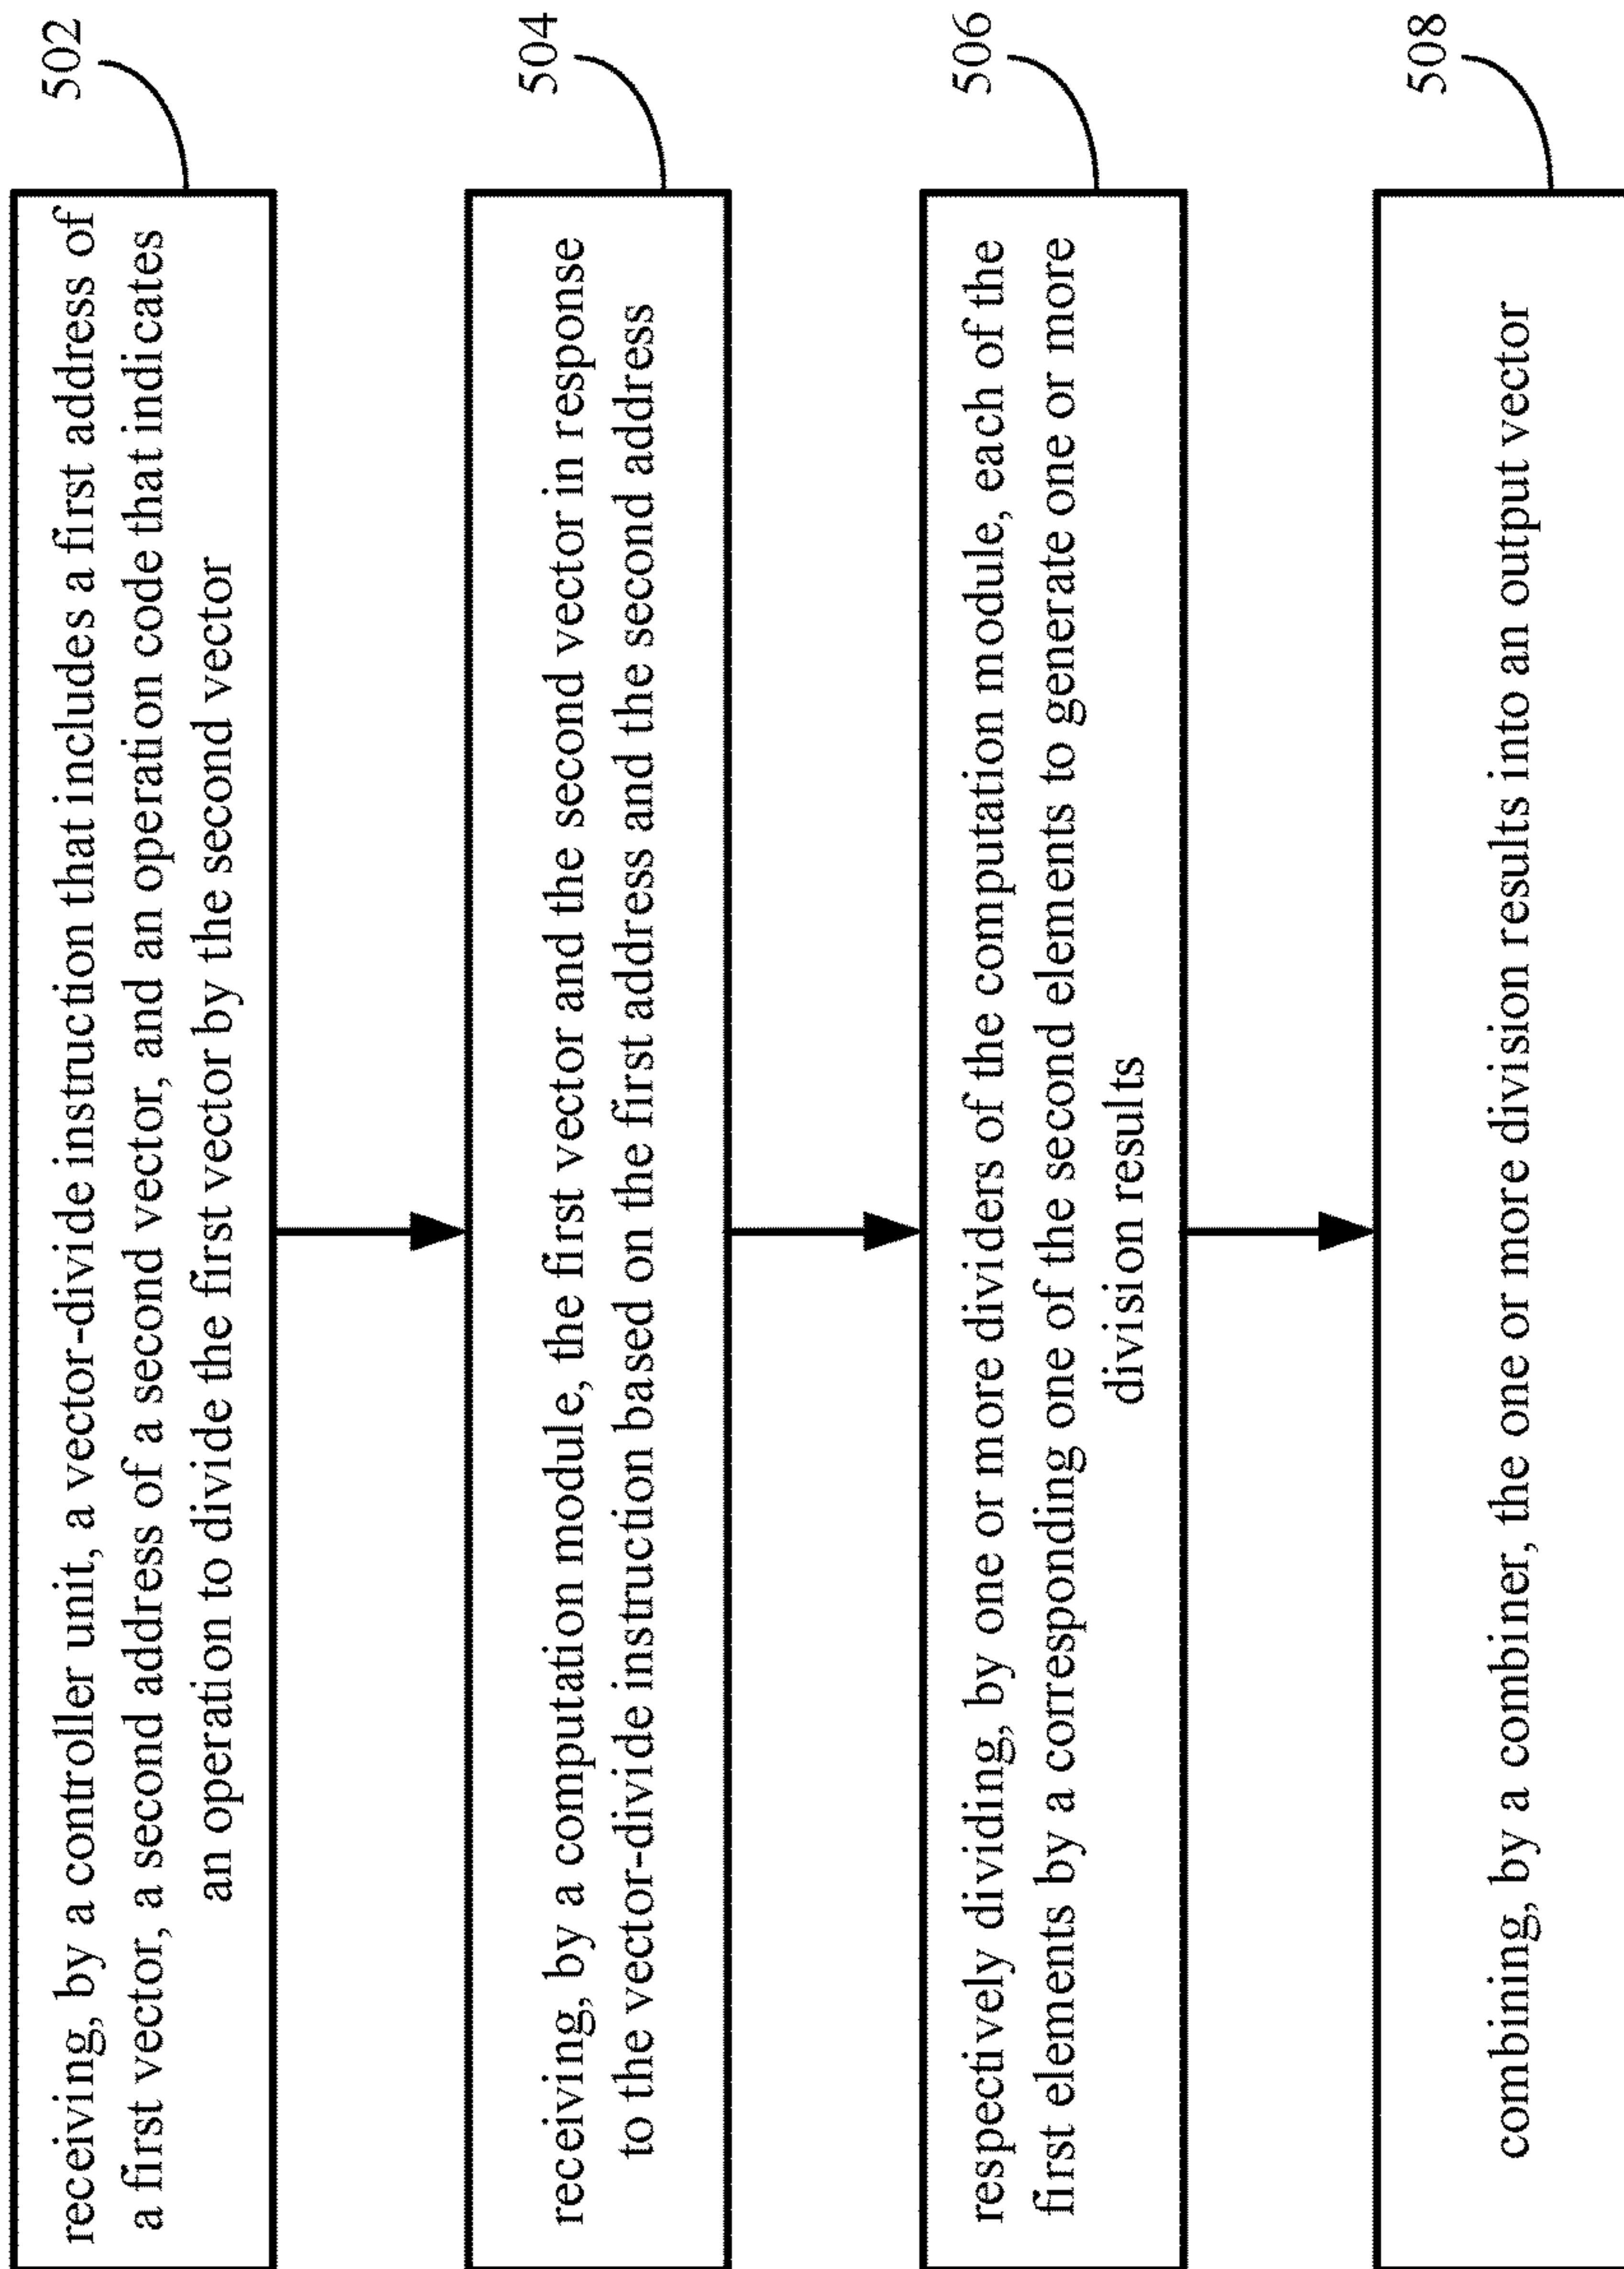 502
receiving, by a controller unit, a vector-divide instruction that includes a first address of
a first vector, a second address of a second vector, and an operation code that indicates
an operation to divide the first vector by the second vector
504
receiving, by a computation module, the first vector and the second vector in response
to the vector-divide instruction based on the first address and the second address
506
respectively dividing, by one or more dividers of the computation module, each of the
first elements by a corresponding one of the second elements to generate one or more
division results
508
combining, by a combiner, the one or more division results into an output vector